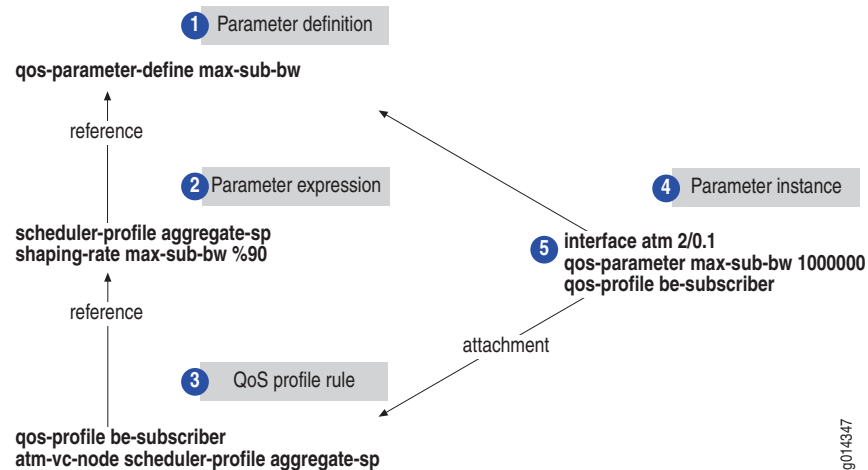 1 Parameter definition
qos-parameter-define max-sub-bw
reference
2 Parameter expression
4 Parameter instance
scheduler-profile aggregate-sp
shaping-rate max-sub-bw %90
5 interface atm 2/0.1
qos-parameter max-sub-bw 1000000
qos-profile be-subscriber
reference
attachment
3 QoS profile rule
qos-profile be-subscriber
atm-vc-node scheduler-profile aggregate-sp
g014347